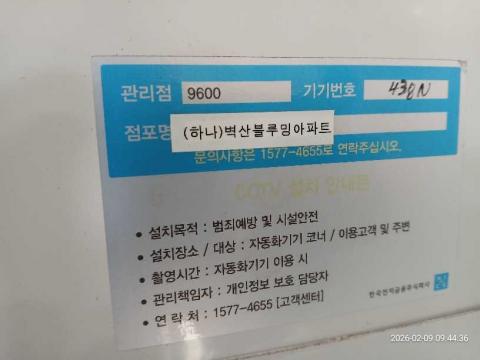 관리점 9600 기기번호 438N
점포명 (하나)벽산블루밍아파트
문의사항은 1577-4655로 연락주십시오.
CCTV 설치 안내문
• 설치목적 : 범죄예방 및 시설안전
• 설치장소 / 대상 : 자동화기기 코너 / 이용고객 및 주변
• 촬영시간 : 자동화기기 이용 시
• 관리책임자 : 개인정보 보호 담당자
• 연 락 처 : 1577-4655 [고객센터]
한국전자금융주식회사
2026-02-09 09:44:36